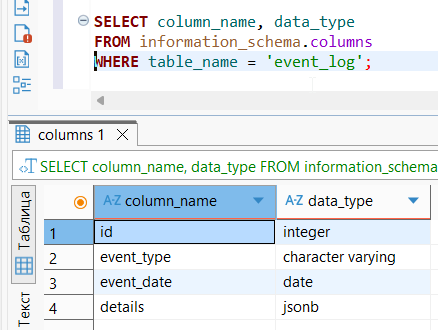 SELECT column_name, data_type
FROM information_schema.columns
WHERE table_name = 'event_log';
columns 1
SELECT column_name, data_type FROM information_schema
Таблица
Текст
A-Z column_name
A-Z data_type
1 id integer
2 event_type character varying
3 event_date date
4 details jsonb